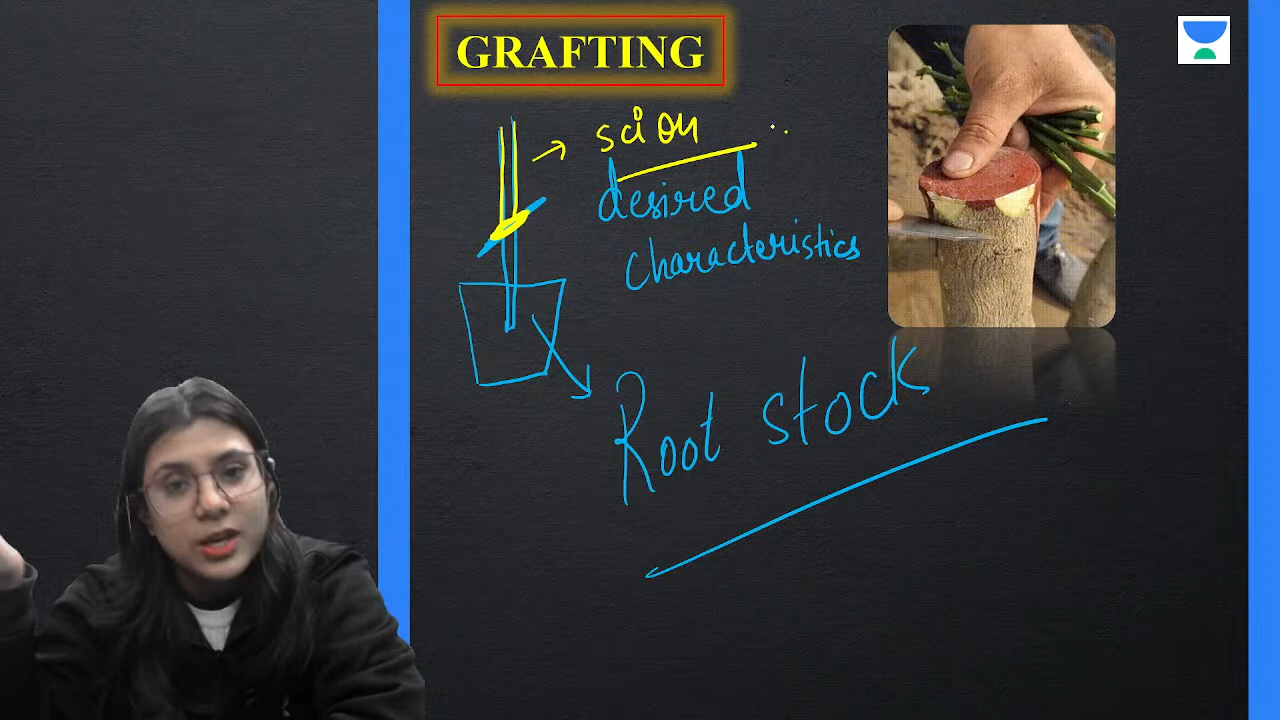 GRAFTING
scion
desired
characteristics
Root stock